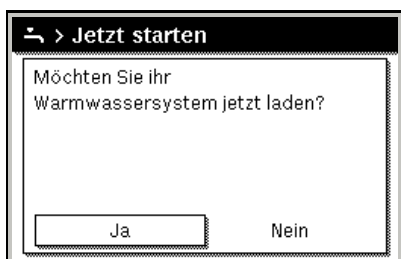 > Jetzt starten
Möchten Sie ihr
Warmwassersystem jetzt laden?
Ja Nein